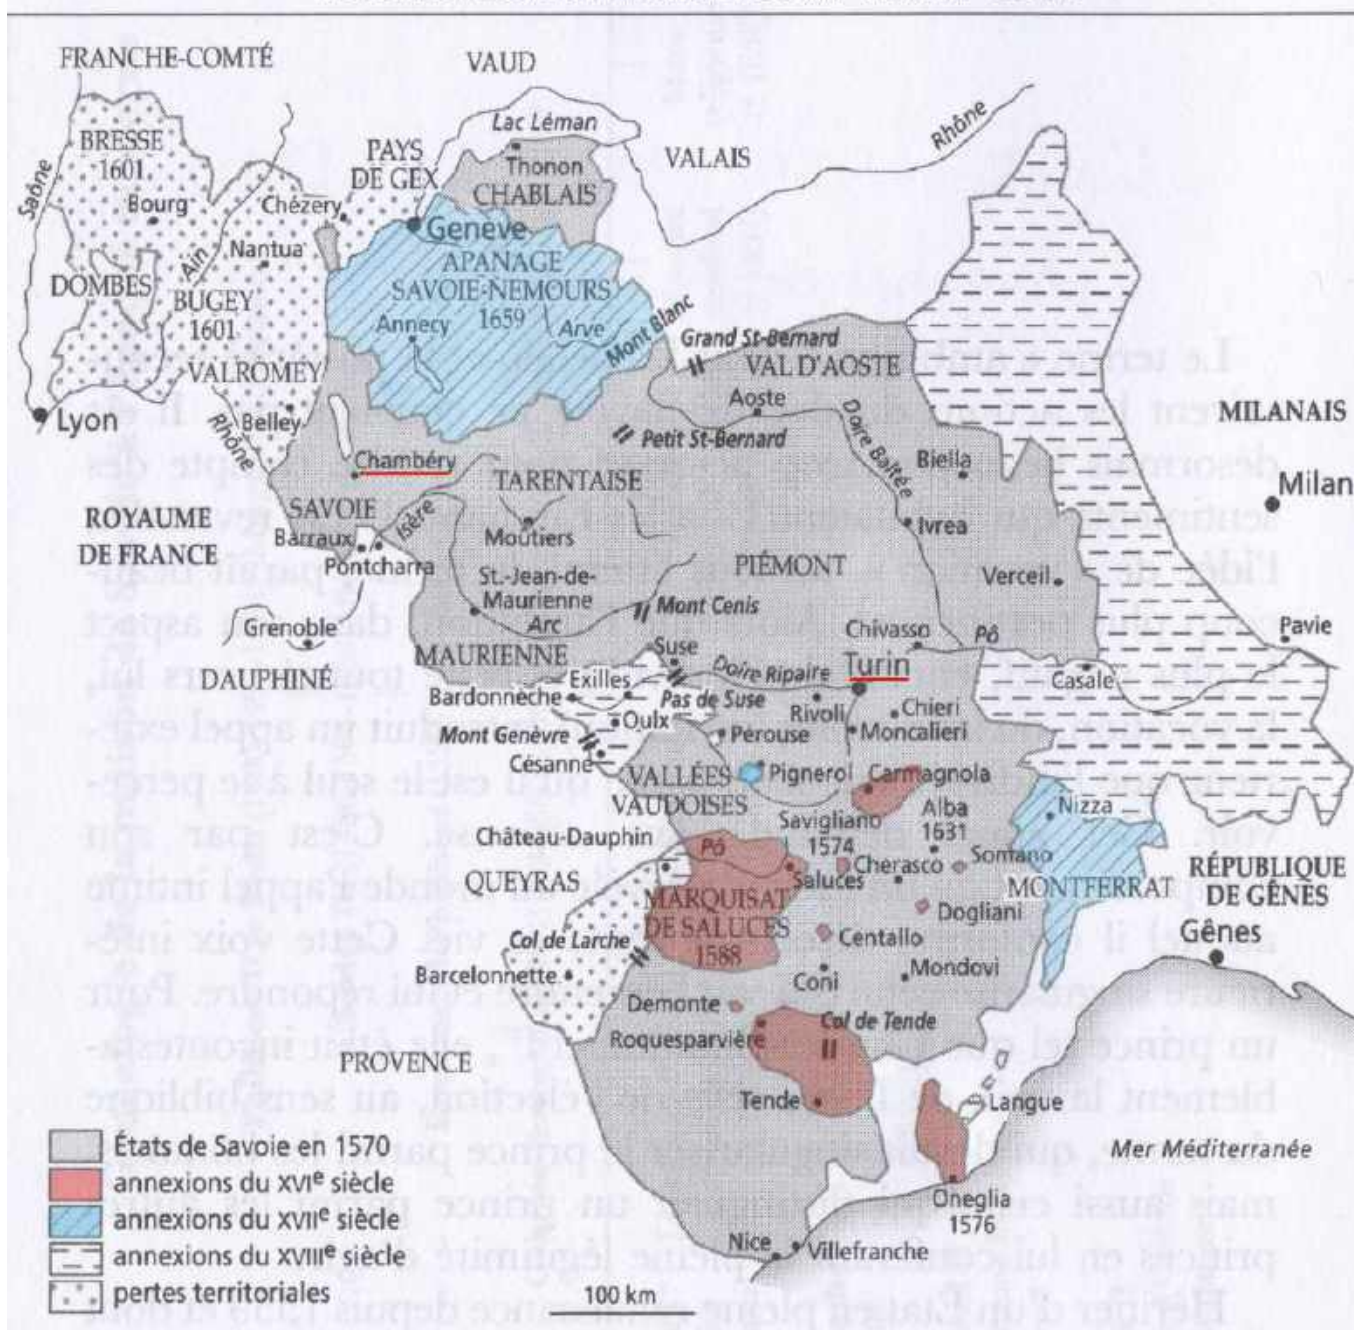 FRANCHE-COMTÉ
VAUD
BRESSE
1601
Lac Léman
Rhône
PAYS
DE GEX
Thonon
VALAIS
Saône
CHABLAIS
Bourg
Chézery
Genève
Nantua
Ain
APANAGE
SAVOIE-NEMOURS
1659
DOMBES
BUGEY
1601
Annecy
Arve
Mont Blanc
Grand St-Bernard
VAL D'AOSTE
VALROMEY
Aoste
Lyon
Belley
Rhône
Petit St-Bernard
Doire Baltée
MILANAIS
Chambéry
Bieila
TARENTAISE
Milan
SAVOIE
Isère
Ivrea
ROYAUME
DE FRANCE
Barraux
Moûtiers
Pontcharra
PIÉMONT
St.-Jean-de-
Maurienne
Verceil
Mont Cenis
Grenoble
Arc
Chivasso
Pô
Pavie
MAURIENNE
Suse
Doire Ripaire
Turin
DAUPHINÉ
Exilles
Casale
Bardonnèche
Pas de Suse
Rivoli
Chieri
Oulx
Pérouse
Moncalieri
Mont Genèvre
Césanne
VALLÉES
VAUDOISES
Pignerol
Carmagnola
Alba
1631
Nizza
Château-Dauphin
Savigliano
1574
Pô
Cherasco
Somano
RÉPUBLIQUE
DE GÊNES
QUEYRAS
Saluces
MARQUISAT
DE SALUCES
1588
MONTFERRAT
Dogliani
Col de Larche
Centallo
Gênes
Barcelonnette
Coni
Mondovi
Demonte
Roquesparvière
Col de Tende
PROVENCE
Tende
Langue
Mer Méditerranée
Oneglia
1576
Nice
Villefranche
États de Savoie en 1570
annexions du XVIe siècle
annexions du XVIIe siècle
annexions du XVIIIe siècle
pertes territoriales
100 km